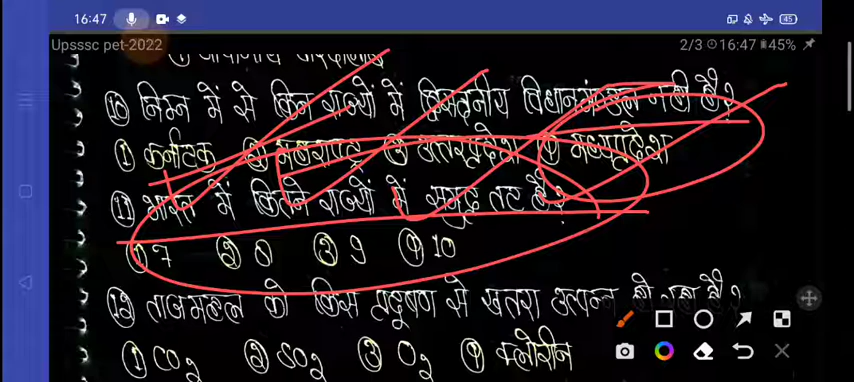 16:47 45
Upsssc pet-2022 2/3 16:47 45%
⑩ निम्न में से किन राज्यों में द्विसदनीय विधानमंडल नही है?
① कर्नाटक ② महाराष्ट्र ③ उत्तरप्रदेश ④ मध्यप्रदेश
⑪ भारत में कितने राज्यों में समुद्र तट है?
① 7 ② 8 ③ 9 ④ 10
⑫ ताजमहल को किस प्रदूषण से खतरा उत्पन्न हो रहा है?
① CO₂ ② SO₂ ③ O₂ ④ क्लोरीन